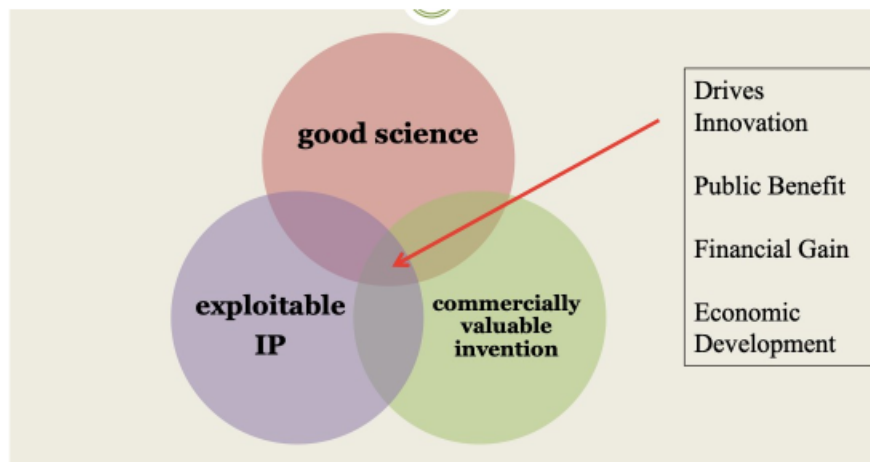 good science
exploitable
IP
commercially
valuable
invention
Drives
Innovation
Public Benefit
Financial Gain
Economic
Development